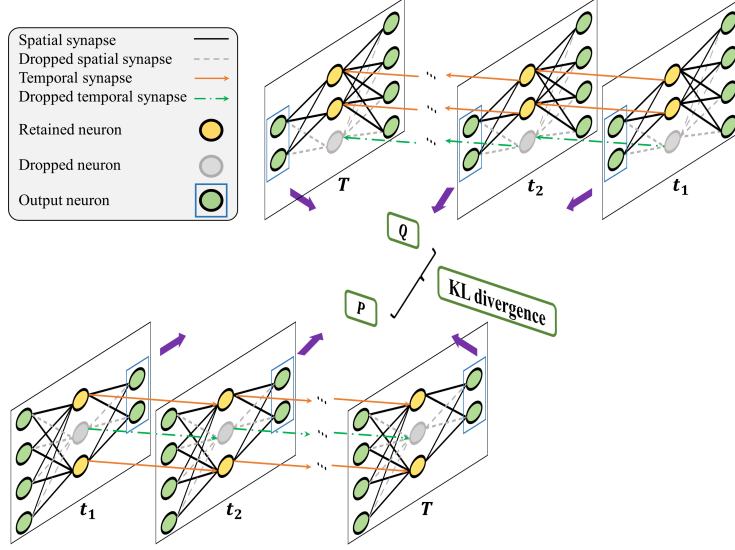 Spatial synapse
Dropped spatial synapse
Temporal synapse
Dropped temporal synapse
Retained neuron
Dropped neuron
Output neuron
T
t₂
t₁
Q
P
KL divergence
t₁
t₂
T